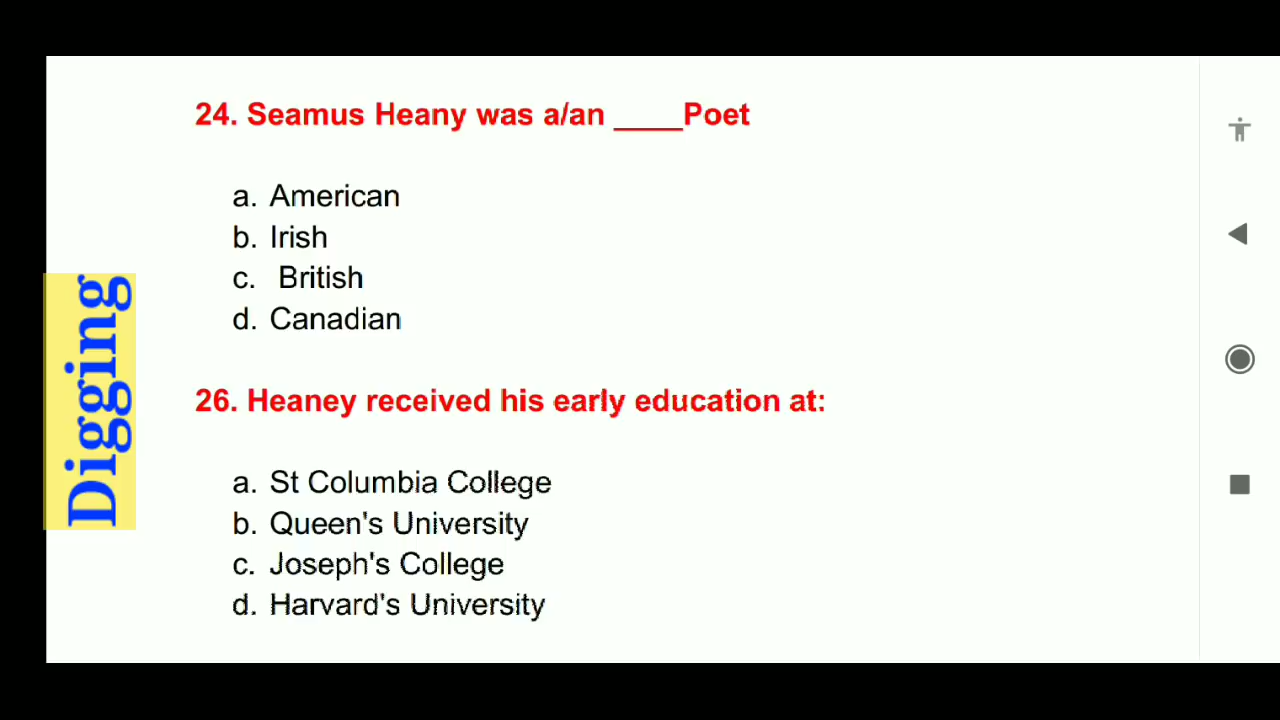 24. Seamus Heany was a/an ____Poet
a. American
b. Irish
c. British
d. Canadian
26. Heaney received his early education at:
a. St Columbia College
b. Queen's University
c. Joseph's College
d. Harvard's University
Digging